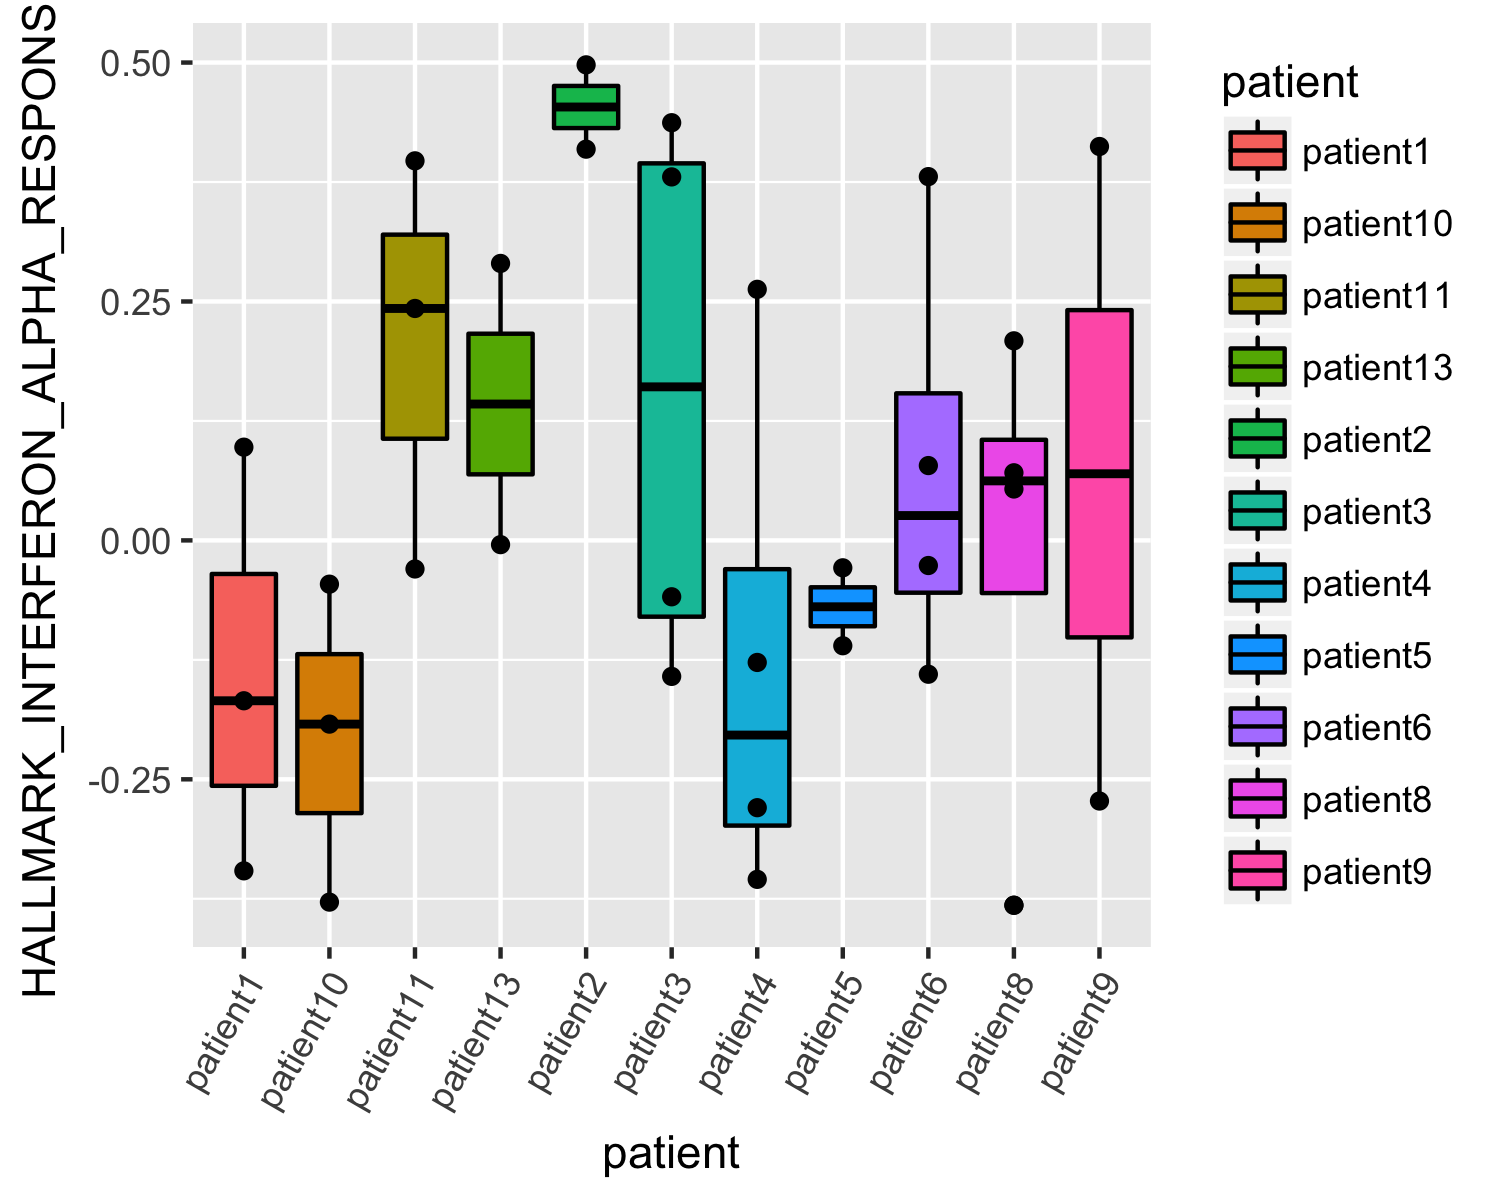 HALLMARK_INTERFERON_ALPHA_RESPONS
0.50
0.25
0.00
-0.25
patient1
patient10
patient11
patient13
patient2
patient3
patient4
patient5
patient6
patient8
patient9
patient
patient
patient1
patient10
patient11
patient13
patient2
patient3
patient4
patient5
patient6
patient8
patient9